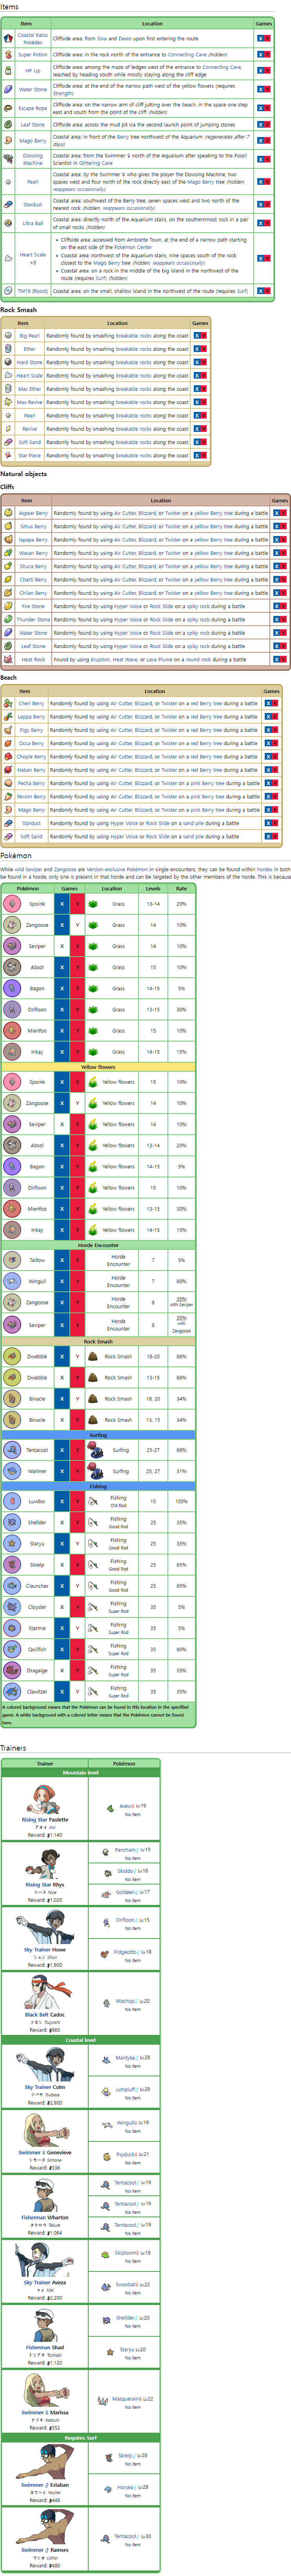 Items
Item Location Games
Coastal Kalos Pokédex Cliffside area: from Sina and Dexio upon first entering the route X Y
Super Potion Cliffside area: in the rock north of the entrance to Connecting Cave (hidden) X Y
HP Up Cliffside area: among the maze of ledges west of the entrance to Connecting Cave, reached by heading south while mostly staying along the cliff edge X Y
Water Stone Cliffside area: at the end of the narrow path west of the yellow flowers (requires Strength) X Y
Escape Rope Cliffside area: on the narrow arm of cliff jutting over the beach, in the space one step east and south from the point of the cliff (hidden) X Y
Leaf Stone Cliffside area: across the mud pit via the second launch point of jumping stones X Y
Mago Berry Coastal area: in front of the Berry tree northwest of the Aquarium (regenerates after 7 days) X Y
Dowsing Machine Coastal area: from the Swimmer ♀ north of the Aquarium after speaking to the Fossil Scientist in Glittering Cave X Y
Pearl Coastal area: by the Swimmer ♀ who gives the player the Dowsing Machine, two spaces west and four north of the rock directly east of the Mago Berry tree (hidden; reappears occasionally) X Y
Stardust Coastal area: southwest of the Berry tree, seven spaces west and two north of the nearest rock (hidden, reappears occasionally) X Y
Ultra Ball Coastal area: directly north of the Aquarium stairs, on the southernmost rock in a pair of small rocks (hidden) X Y
Heart Scale ×3
• Cliffside area: accessed from Ambrette Town, at the end of a narrow path starting on the east side of the Pokémon Center
• Coastal area: northwest of the Aquarium stairs, nine spaces south of the rock closest to the Mago Berry tree (hidden, reappears occasionally)
• Coastal area: on a rock in the middle of the big island in the northwest of the route (requires Surf) (hidden) X Y
TM19 (Roost) Coastal area: on the small, shallow island in the northwest of the route (requires Surf) X Y
Rock Smash
Item Location Games
Big Pearl Randomly found by smashing breakable rocks along the coast X Y
Ether Randomly found by smashing breakable rocks along the coast X Y
Hard Stone Randomly found by smashing breakable rocks along the coast X Y
Heart Scale Randomly found by smashing breakable rocks along the coast X Y
Max Ether Randomly found by smashing breakable rocks along the coast X Y
Max Revive Randomly found by smashing breakable rocks along the coast X Y
Pearl Randomly found by smashing breakable rocks along the coast X Y
Revive Randomly found by smashing breakable rocks along the coast X Y
Soft Sand Randomly found by smashing breakable rocks along the coast X Y
Star Piece Randomly found by smashing breakable rocks along the coast X Y
Natural objects
Cliffs
Item Location Games
Aspear Berry Randomly found by using Air Cutter, Blizzard, or Twister on a yellow Berry tree during a battle X Y
Sitrus Berry Randomly found by using Air Cutter, Blizzard, or Twister on a yellow Berry tree during a battle X Y
Iapapa Berry Randomly found by using Air Cutter, Blizzard, or Twister on a yellow Berry tree during a battle X Y
Wacan Berry Randomly found by using Air Cutter, Blizzard, or Twister on a yellow Berry tree during a battle X Y
Shuca Berry Randomly found by using Air Cutter, Blizzard, or Twister on a yellow Berry tree during a battle X Y
Charti Berry Randomly found by using Air Cutter, Blizzard, or Twister on a yellow Berry tree during a battle X Y
Chilan Berry Randomly found by using Air Cutter, Blizzard, or Twister on a yellow Berry tree during a battle X Y
Fire Stone Randomly found by using Hyper Voice or Rock Slide on a spiky rock during a battle X Y
Thunder Stone Randomly found by using Hyper Voice or Rock Slide on a spiky rock during a battle X Y
Water Stone Randomly found by using Hyper Voice or Rock Slide on a spiky rock during a battle X Y
Leaf Stone Randomly found by using Hyper Voice or Rock Slide on a spiky rock during a battle X Y
Heat Rock Found by using Eruption, Heat Wave, or Lava Plume on a round rock during a battle X Y
Beach
Item Location Games
Cheri Berry Randomly found by using Air Cutter, Blizzard, or Twister on a red Berry tree during a battle X Y
Leppa Berry Randomly found by using Air Cutter, Blizzard, or Twister on a red Berry tree during a battle X Y
Figy Berry Randomly found by using Air Cutter, Blizzard, or Twister on a red Berry tree during a battle X Y
Occa Berry Randomly found by using Air Cutter, Blizzard, or Twister on a red Berry tree during a battle X Y
Chople Berry Randomly found by using Air Cutter, Blizzard, or Twister on a red Berry tree during a battle X Y
Haban Berry Randomly found by using Air Cutter, Blizzard, or Twister on a red Berry tree during a battle X Y
Pecha Berry Randomly found by using Air Cutter, Blizzard, or Twister on a pink Berry tree during a battle X Y
Persim Berry Randomly found by using Air Cutter, Blizzard, or Twister on a pink Berry tree during a battle X Y
Mago Berry Randomly found by using Air Cutter, Blizzard, or Twister on a pink Berry tree during a battle X Y
Stardust Randomly found by using Hyper Voice or Rock Slide on a sand pile during a battle X Y
Soft Sand Randomly found by using Hyper Voice or Rock Slide on a sand pile during a battle X Y
Pokémon
While wild Seviper and Zangoose are Version-exclusive Pokémon in single encounters, they can be found within hordes in both
be found in a horde, only one is present in that horde and can be targeted by the other members of the horde. This is because
Pokémon Games Location Levels Rate
Spoink X Y Grass 13-14 20%
Zangoose X Y Grass 14 10%
Seviper X Y Grass 14 10%
Absol X Y Grass 15 10%
Bagon X Y Grass 14-15 5%
Drifloon X Y Grass 13-15 30%
Mienfoo X Y Grass 15 10%
Inkay X Y Grass 14-15 15%
Yellow flowers
Spoink X Y Yellow flowers 15 10%
Zangoose X Y Yellow flowers 14 10%
Seviper X Y Yellow flowers 14 10%
Absol X Y Yellow flowers 13-14 20%
Bagon X Y Yellow flowers 14-15 5%
Drifloon X Y Yellow flowers 15 10%
Mienfoo X Y Yellow flowers 13-15 30%
Inkay X Y Yellow flowers 14-15 15%
Horde Encounter
Taillow X Y Horde Encounter 7 5%
Wingull X Y Horde Encounter 7 60%
Zangoose X Y Horde Encounter 8 35% with Seviper
Seviper X Y Horde Encounter 8 35% with Zangoose
Rock Smash
Dwebble X Y Rock Smash 18-20 66%
Dwebble X Y Rock Smash 13-15 66%
Binacle X Y Rock Smash 18, 20 34%
Binacle X Y Rock Smash 13, 15 34%
Surfing
Tentacool X Y Surfing 25-27 69%
Wailmer X Y Surfing 25, 27 31%
Fishing
Luvdisc X Y Fishing Old Rod 15 100%
Shellder X Y Fishing Good Rod 25 35%
Staryu X Y Fishing Good Rod 25 35%
Skrelp X Y Fishing Good Rod 25 65%
Clauncher X Y Fishing Good Rod 25 65%
Cloyster X Y Fishing Super Rod 35 5%
Starmie X Y Fishing Super Rod 35 5%
Qwilfish X Y Fishing Super Rod 35 60%
Dragalge X Y Fishing Super Rod 35 35%
Clawitzer X Y Fishing Super Rod 35 35%
A colored background means that the Pokémon can be found in this location in the specified
game. A white background with a colored letter means that the Pokémon cannot be found
here.
Trainers
Trainer Pokémon
Mountain level
Axew♀ Lv.19
No item
Rising Star Paulette
Reward: 1,140
Pancham♂ Lv.15
No item
Skiddo♂ Lv.16
No item
Goldeen♂ Lv.17
No item
Rising Star Rhys
Reward: 1,020
Drifloon♂ Lv.15
No item
Pidgeotto♂ Lv.18
No item
Sky Trainer Howe
Reward: 1,800
Machop♂ Lv.20
No item
Black Belt Cadoc
Reward: 960
Coastal level
Mantyke♂ Lv.28
No item
Jumpluff♂ Lv.29
No item
Sky Trainer Colm
Reward: 2,900
Wingull♀ Lv.19
No item
Psyduck♀ Lv.21
No item
Swimmer ♀ Genevieve
Reward: 336
Tentacool♂ Lv.19
No item
Tentacool♂ Lv.19
No item
Tentacool♂ Lv.19
No item
Fisherman Wharton
Reward: 1,064
Skiploom♀ Lv.19
No item
Swoobat♀ Lv.22
No item
Sky Trainer Aveza
Reward: 2,200
Shellder♂ Lv.20
No item
Staryu Lv.20
No item
Fisherman Shad
Reward: 1,120
Masquerain♀ Lv.22
No item
Swimmer ♀ Marissa
Reward: 352
Requires Surf
Skrelp♂ Lv.28
No item
Horsea♂ Lv.28
No item
Swimmer ♂ Estaban
Reward: 448
Tentacool♂ Lv.30
No item
Swimmer ♂ Ramses
Reward: 480